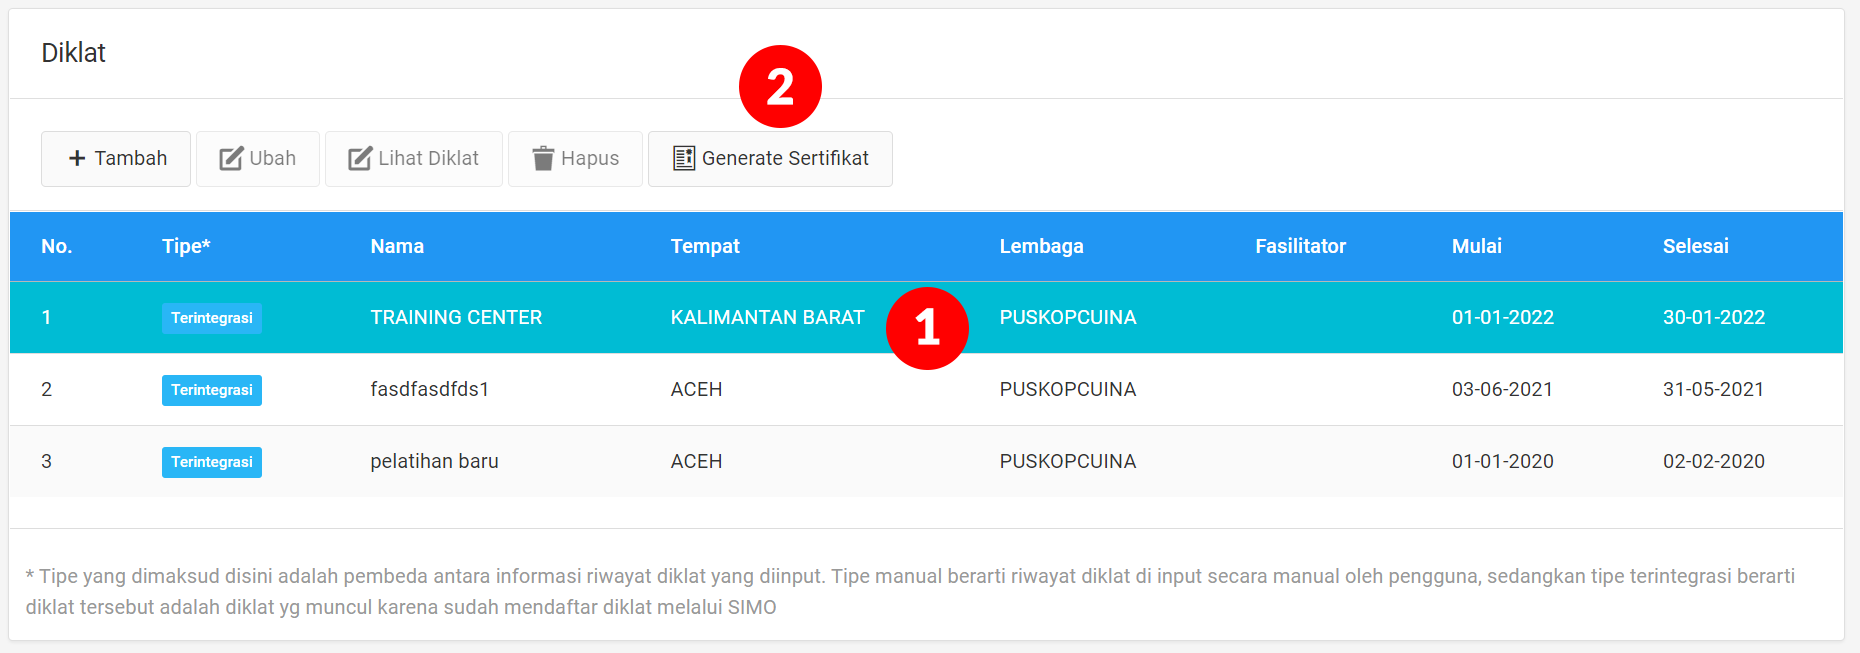 Diklat
2
Tambah Ubah Lihat Diklat Hapus Generate Sertifikat
No. Tipe* Nama Tempat Lembaga Fasilitator Mulai Selesai
1 Terintegrasi TRAINING CENTER KALIMANTAN BARAT 1 PUSKOPCUINA 01-01-2022 30-01-2022
2 Terintegrasi fasdfasdfds1 ACEH PUSKOPCUINA 03-06-2021 31-05-2021
3 Terintegrasi pelatihan baru ACEH PUSKOPCUINA 01-01-2020 02-02-2020
* Tipe yang dimaksud disini adalah pembeda antara informasi riwayat diklat yang diinput. Tipe manual berarti riwayat diklat di input secara manual oleh pengguna, sedangkan tipe terintegrasi berarti
diklat tersebut adalah diklat yg muncul karena sudah mendaftar diklat melalui SIMO